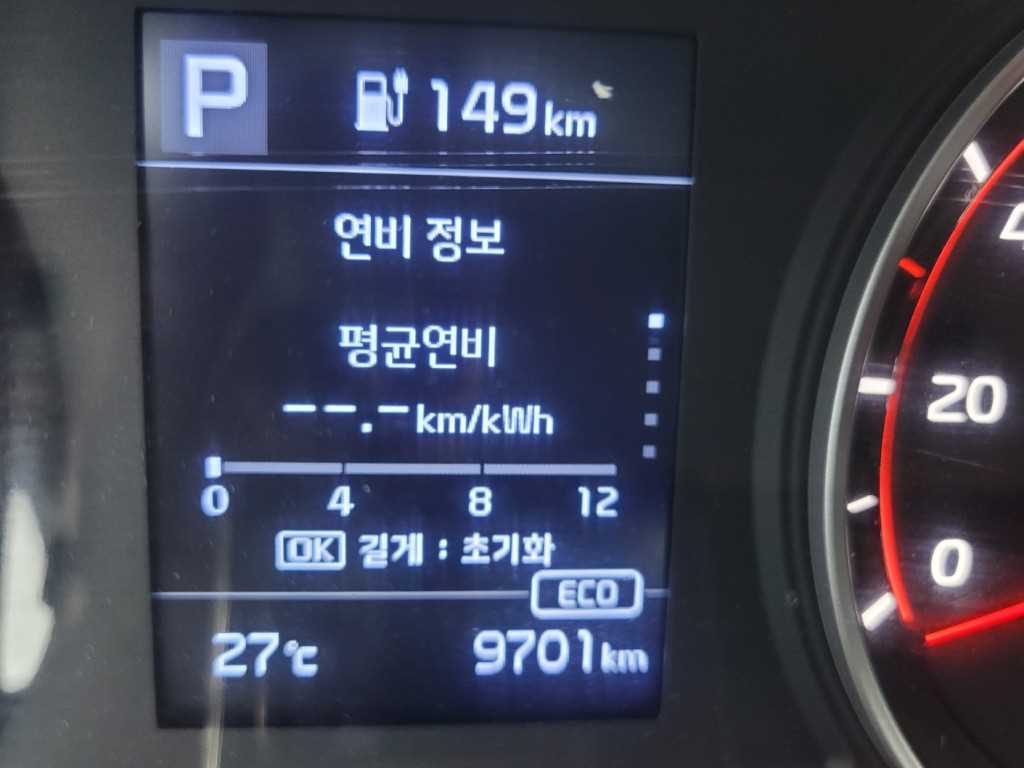 P 149km
연비 정보
평균연비
--.-km/kWh
0 4 8 12
OK 길게 : 초기화
ECO
27℃ 9701km
20
0